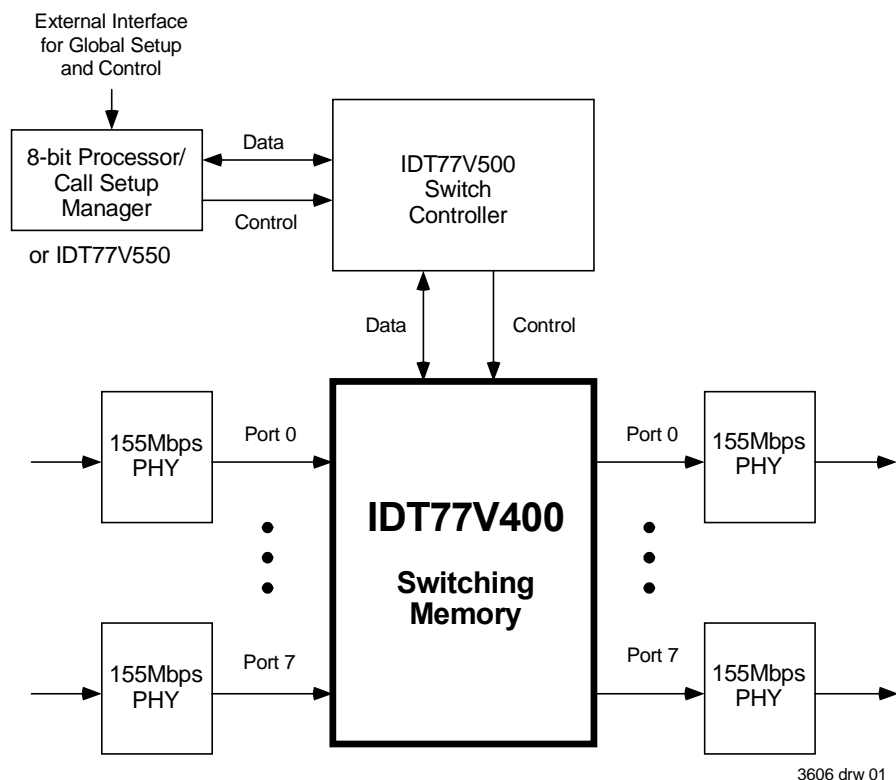 External Interface
for Global Setup
and Control
8-bit Processor/
Call Setup
Manager
or IDT77V550
Data
Control
IDT77V500
Switch
Controller
Data
Control
155Mbps
PHY
Port 0
IDT77V400
Switching
Memory
Port 0
155Mbps
PHY
155Mbps
PHY
Port 7
Port 7
155Mbps
PHY
3606 drw 01